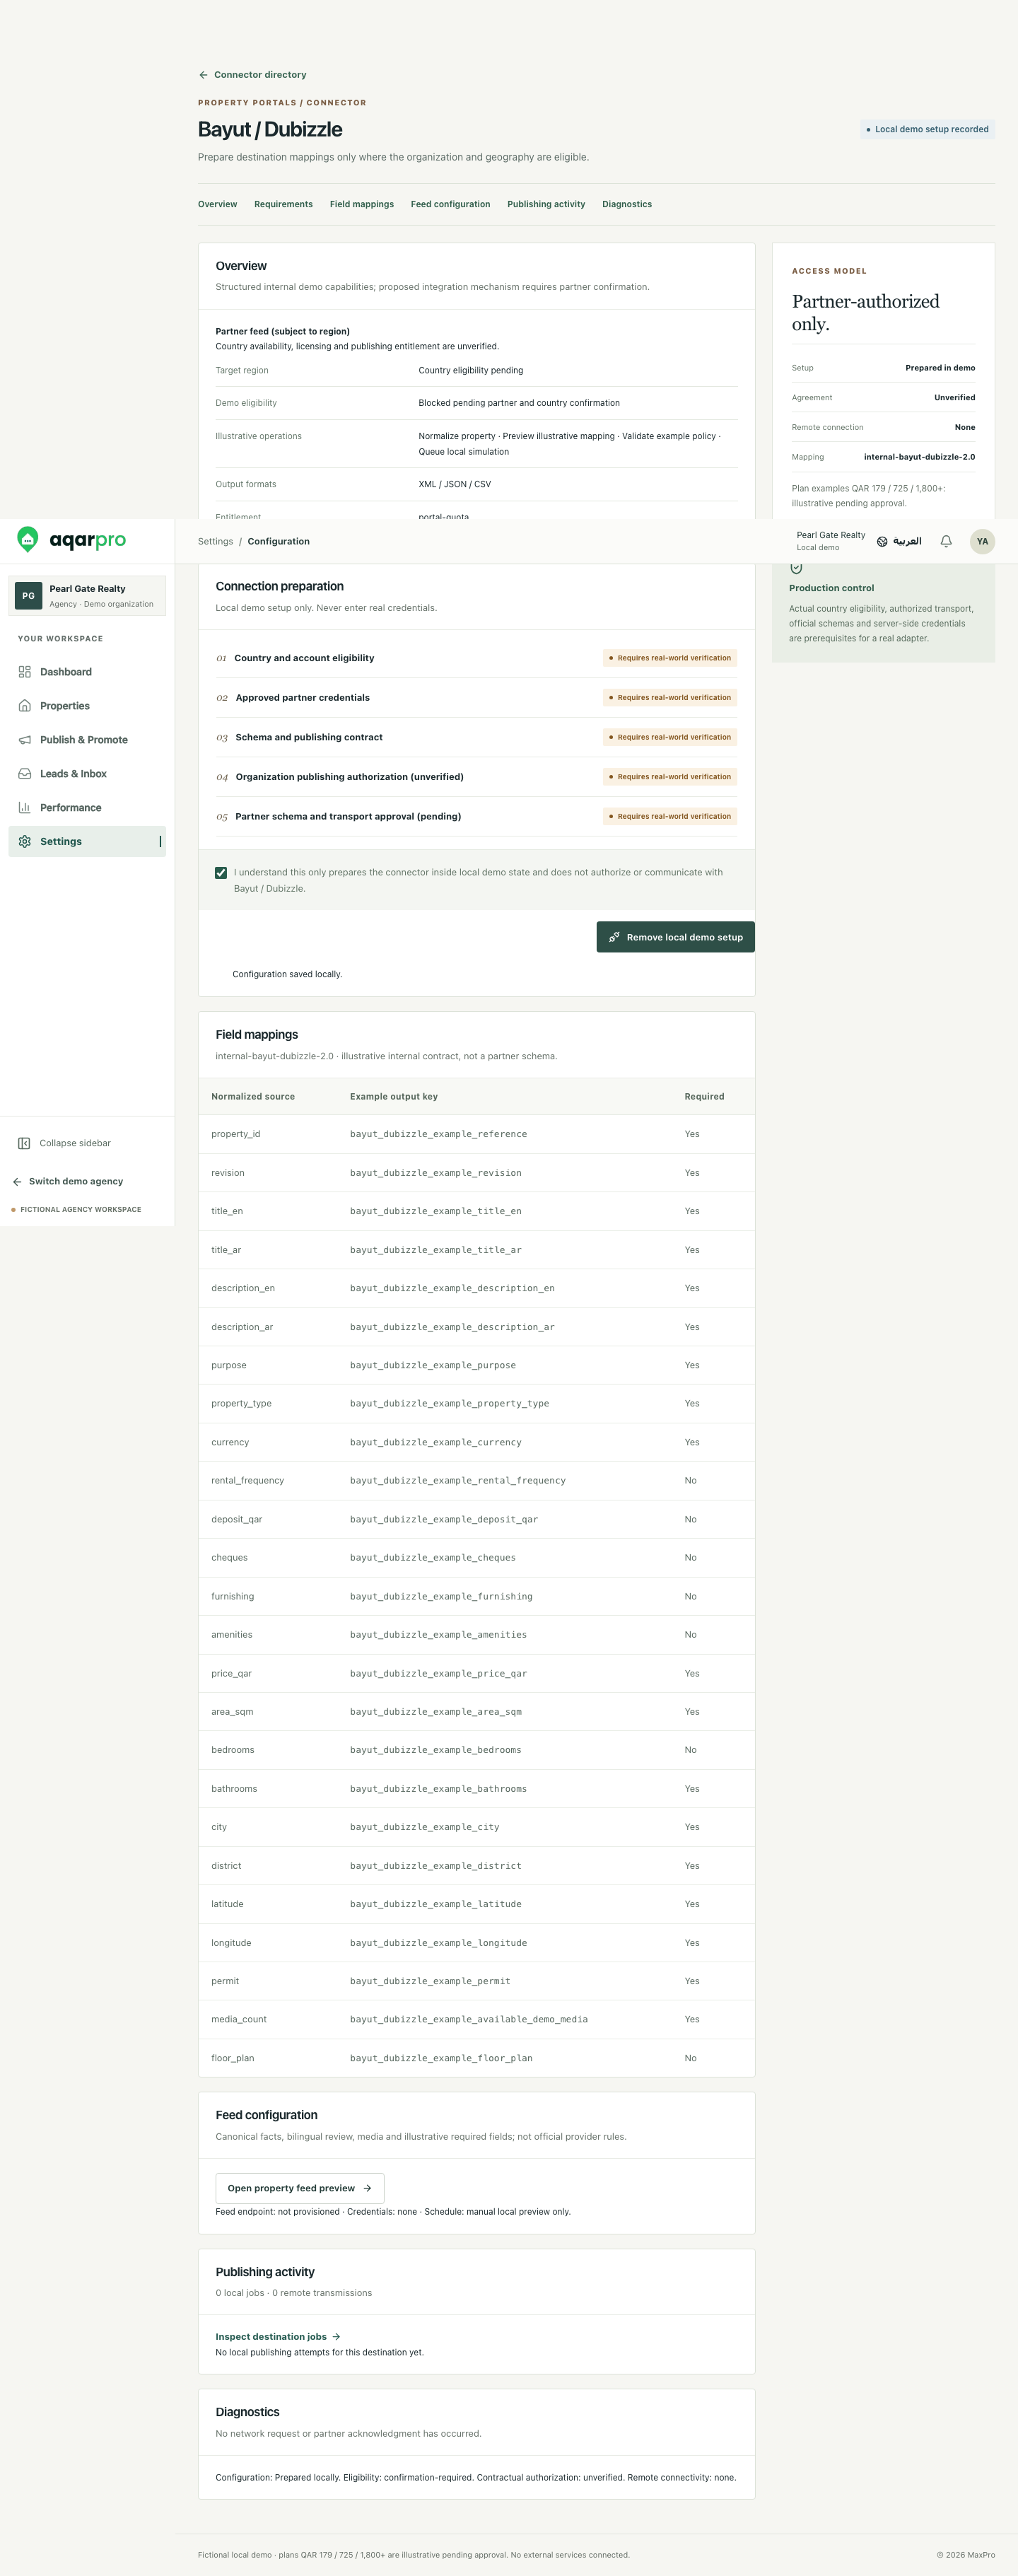 Connector directory
PROPERTY PORTALS / CONNECTOR
Bayut / Dubizzle
Local demo setup recorded
Prepare destination mappings only where the organization and geography are eligible.
Overview Requirements Field mappings Feed configuration Publishing activity Diagnostics
Overview
Structured internal demo capabilities; proposed integration mechanism requires partner confirmation.
Partner feed (subject to region)
Country availability, licensing and publishing entitlement are unverified.
Target region Country eligibility pending
Demo eligibility Blocked pending partner and country confirmation
Illustrative operations Normalize property · Preview illustrative mapping · Validate example policy ·
Queue local simulation
Output formats XML / JSON / CSV
Entitlement portal-quota
ACCESS MODEL
Partner-authorized
only.
Setup Prepared in demo
Agreement Unverified
Remote connection None
Mapping internal-bayut-dubizzle-2.0
Plan examples QAR 179 / 725 / 1,800+:
illustrative pending approval.
aqarpro
Settings / Configuration
Pearl Gate Realty
Local demo
العربية
YA
PG
Pearl Gate Realty
Agency · Demo organization
YOUR WORKSPACE
Dashboard
Properties
Publish & Promote
Leads & Inbox
Performance
Settings
Collapse sidebar
Switch demo agency
FICTIONAL AGENCY WORKSPACE
Connection preparation
Local demo setup only. Never enter real credentials.
01 Country and account eligibility Requires real-world verification
02 Approved partner credentials Requires real-world verification
03 Schema and publishing contract Requires real-world verification
04 Organization publishing authorization (unverified) Requires real-world verification
05 Partner schema and transport approval (pending) Requires real-world verification
I understand this only prepares the connector inside local demo state and does not authorize or communicate with
Bayut / Dubizzle.
Remove local demo setup
Configuration saved locally.
Production control
Actual country eligibility, authorized transport,
official schemas and server-side credentials
are prerequisites for a real adapter.
Field mappings
internal-bayut-dubizzle-2.0 · illustrative internal contract, not a partner schema.
Normalized source Example output key Required
property_id bayut_dubizzle_example_reference Yes
revision bayut_dubizzle_example_revision Yes
title_en bayut_dubizzle_example_title_en Yes
title_ar bayut_dubizzle_example_title_ar Yes
description_en bayut_dubizzle_example_description_en Yes
description_ar bayut_dubizzle_example_description_ar Yes
purpose bayut_dubizzle_example_purpose Yes
property_type bayut_dubizzle_example_property_type Yes
currency bayut_dubizzle_example_currency Yes
rental_frequency bayut_dubizzle_example_rental_frequency No
deposit_qar bayut_dubizzle_example_deposit_qar No
cheques bayut_dubizzle_example_cheques No
furnishing bayut_dubizzle_example_furnishing No
amenities bayut_dubizzle_example_amenities No
price_qar bayut_dubizzle_example_price_qar Yes
area_sqm bayut_dubizzle_example_area_sqm Yes
bedrooms bayut_dubizzle_example_bedrooms No
bathrooms bayut_dubizzle_example_bathrooms Yes
city bayut_dubizzle_example_city Yes
district bayut_dubizzle_example_district Yes
latitude bayut_dubizzle_example_latitude Yes
longitude bayut_dubizzle_example_longitude Yes
permit bayut_dubizzle_example_permit Yes
media_count bayut_dubizzle_example_available_demo_media Yes
floor_plan bayut_dubizzle_example_floor_plan No
Feed configuration
Canonical facts, bilingual review, media and illustrative required fields; not official provider rules.
Open property feed preview
Feed endpoint: not provisioned · Credentials: none · Schedule: manual local preview only.
Publishing activity
0 local jobs · 0 remote transmissions
Inspect destination jobs
No local publishing attempts for this destination yet.
Diagnostics
No network request or partner acknowledgment has occurred.
Configuration: Prepared locally. Eligibility: confirmation-required. Contractual authorization: unverified. Remote connectivity: none.
Fictional local demo · plans QAR 179 / 725 / 1,800+ are illustrative pending approval. No external services connected.
© 2026 MaxPro